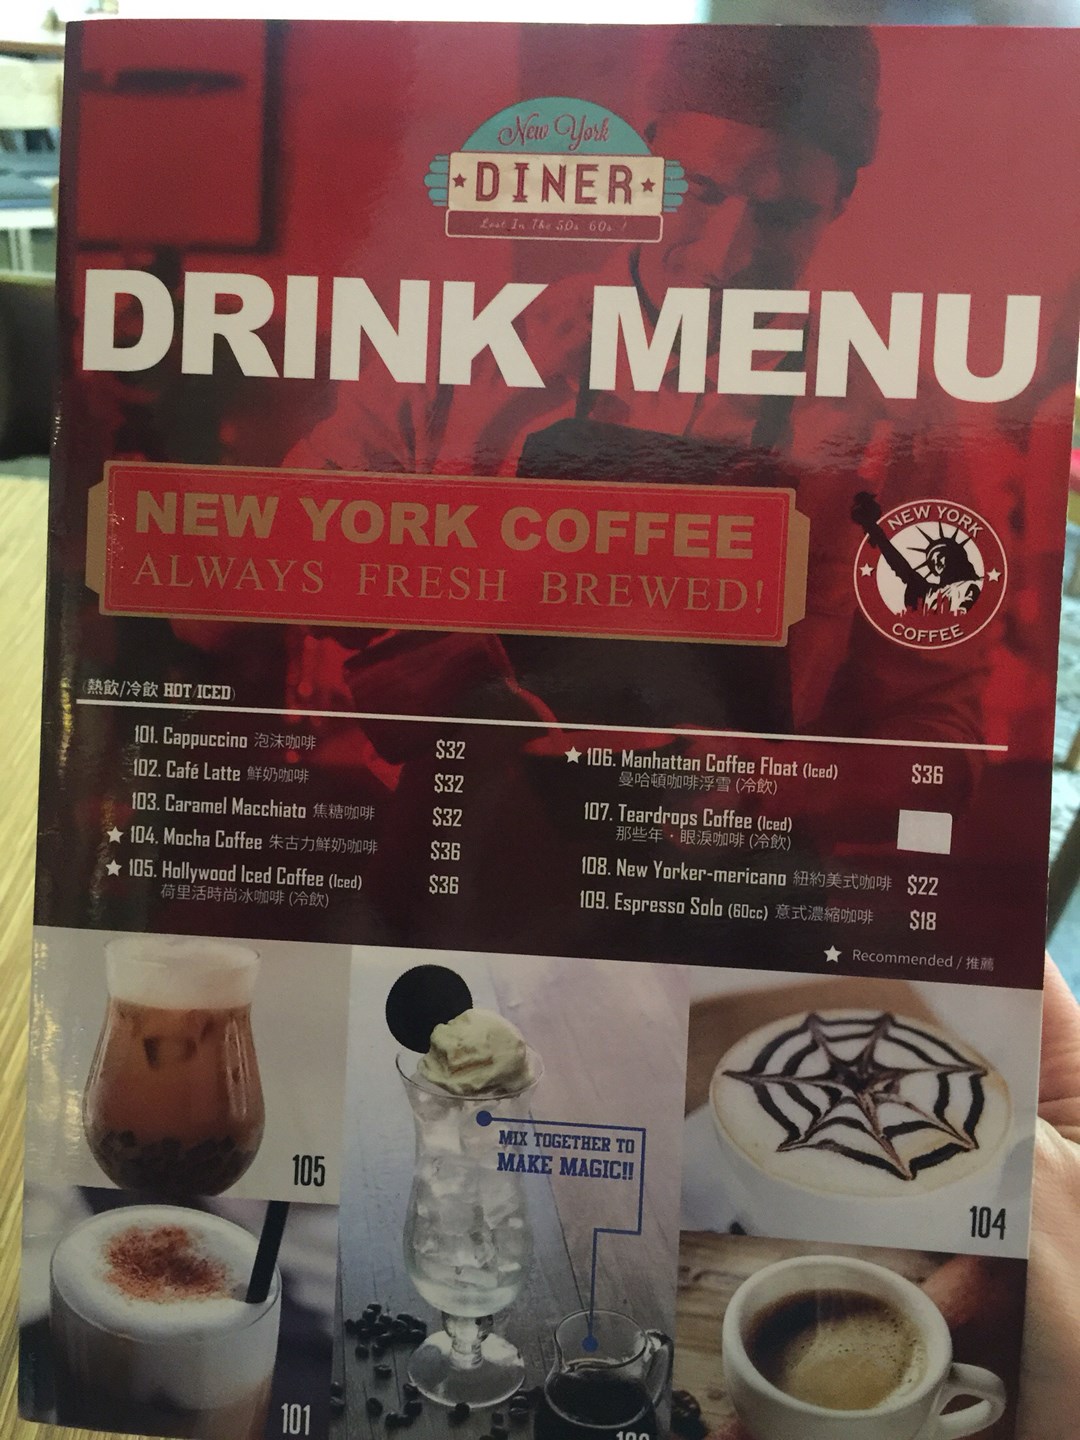 New York
DINER
Lost In The 50s 60s !
DRINK MENU
NEW YORK COFFEE
ALWAYS FRESH BREWED!
NEW YORK
COFFEE
(熱飲/冷飲 HOT/ICED)
101. Cappuccino 泡沫咖啡 $32
102. Café Latte 鮮奶咖啡 $32
103. Caramel Macchiato 焦糖咖啡 $32
★ 104. Mocha Coffee 朱古力鮮奶咖啡 $36
★ 105. Hollywood Iced Coffee (Iced) $36
荷里活時尚冰咖啡 (冷飲)
★ 106. Manhattan Coffee Float (Iced) $36
曼哈頓咖啡浮雪 (冷飲)
107. Teardrops Coffee (Iced)
那些年・眼淚咖啡 (冷飲)
108. New Yorker-mericano 紐約美式咖啡 $22
109. Espresso Solo (60cc) 意式濃縮咖啡 $18
★ Recommended / 推薦
105
MIX TOGETHER TO
MAKE MAGIC!!
104
101